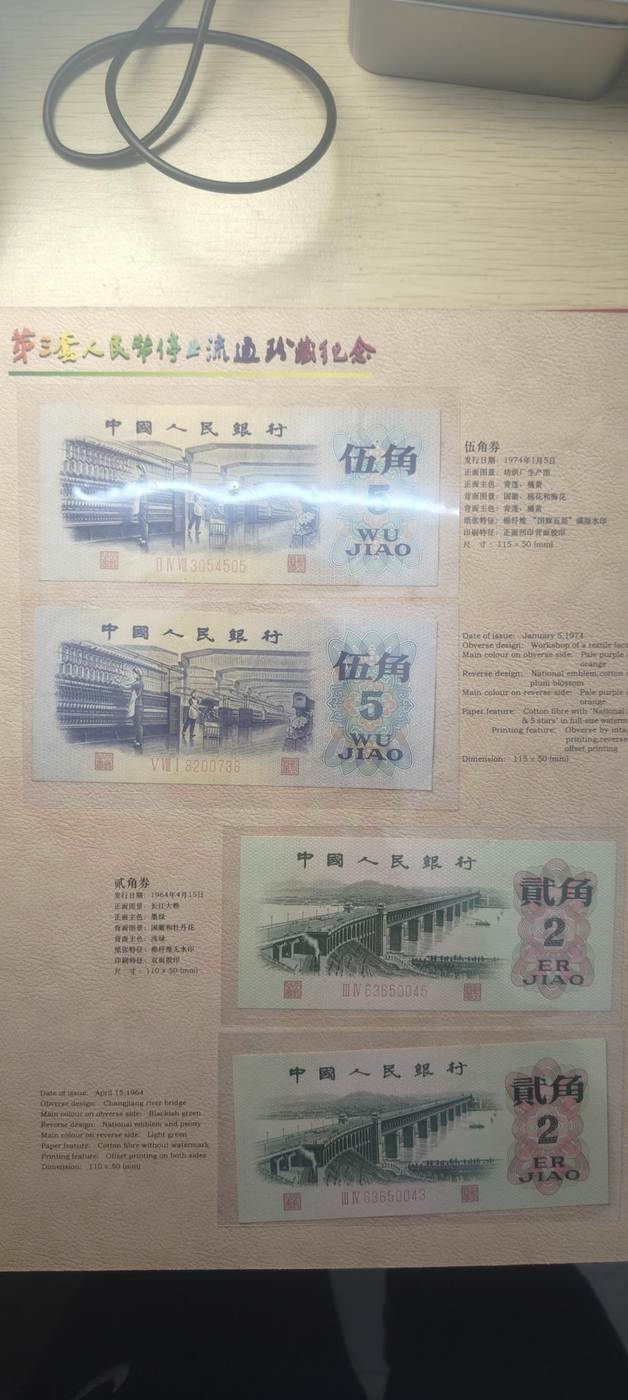 第三套人民币停止流通珍藏纪念
中國人民銀行
伍角
5
WU
JIAO
II IV VIII 3054505
伍角券
发行日期：1974年1月5日
正面图景：纺织厂生产图
正面主色：青莲、橘黄
背面图景：国徽、棉花和梅花
背面主色：青莲、橘黄
纸张特征：棉纤维 “国旗五星”满版水印
印刷特征：正面凹印背面胶印
尺 寸：115×50 (mm)
中國人民銀行
伍角
5
WU
JIAO
V VIII I 8200738
Date of issue: January 5,1974
Obverse design: Workshop of a textile
Main colour on obverse side: Pale purple
orange
Reverse design: National emblem,cotton
plum blossom
Main colour on reverse side: Pale purple
orange
Paper feature: Cotton fibre with "National
& 5 stars" in full-size
Printing feature: Obverse by
printing,reverse
offset printing
Dimension: 115 × 50 (mm)
贰角券
发行日期：1964年4月15日
正面图景：长江大桥
正面主色：墨绿
背面图景：国徽和牡丹花
背面主色：浅绿
纸张特征：棉纤维无水印
印刷特征：双面胶印
尺 寸：110×50 (mm)
中國人民銀行
貳角
2
ER
JIAO
III IV 63650045
Date of issue: April 15,1964
Obverse design: Changjiang river bridge
Main colour on obverse side: Blackish green
Reverse design: National emblem and peony
Main colour on reverse side: Light green
Paper feature: Cotton fibre without watermark
Printing feature: Offset printing on both sides
Dimension: 110 × 50 (mm)
中國人民銀行
貳角
2
ER
JIAO
III IV 63650043